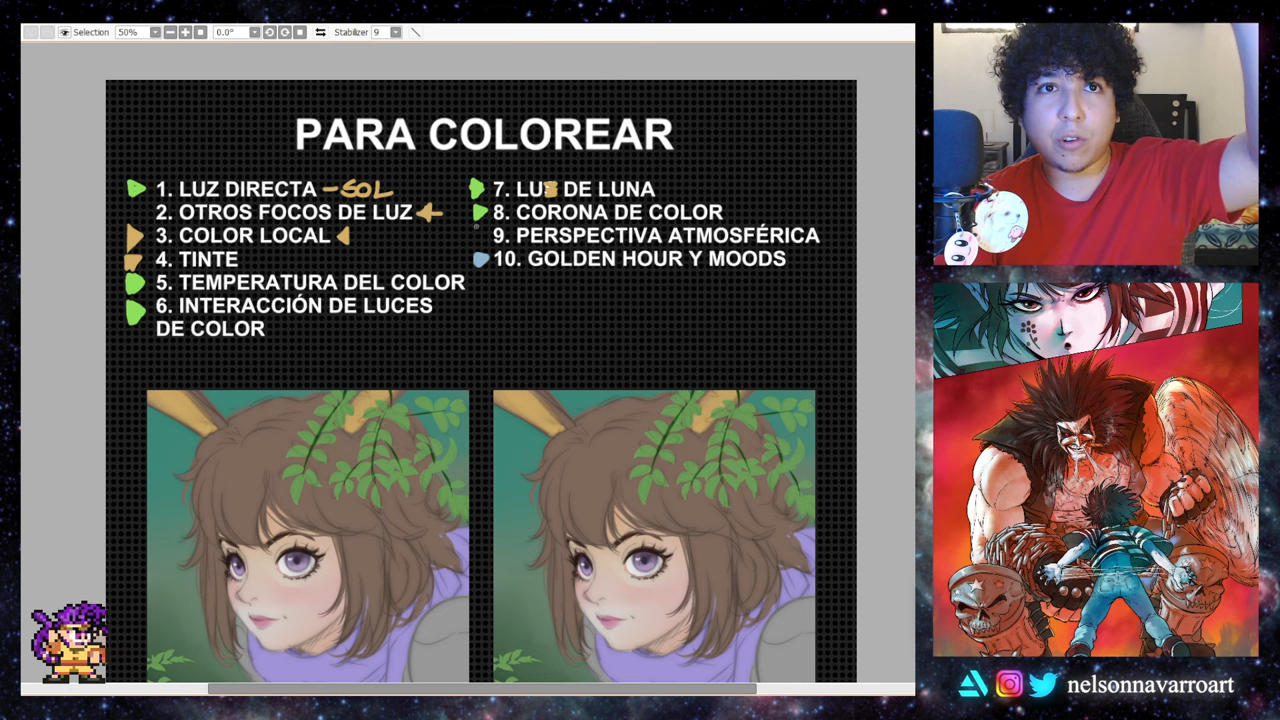 Selection 50% 0.0° Stabilizer 9
PARA COLOREAR
1. LUZ DIRECTA - SOL
2. OTROS FOCOS DE LUZ
3. COLOR LOCAL
4. TINTE
5. TEMPERATURA DEL COLOR
6. INTERACCIÓN DE LUCES
DE COLOR
7. LUZ DE LUNA
8. CORONA DE COLOR
9. PERSPECTIVA ATMOSFÉRICA
10. GOLDEN HOUR Y MOODS
nelsonnavarroart